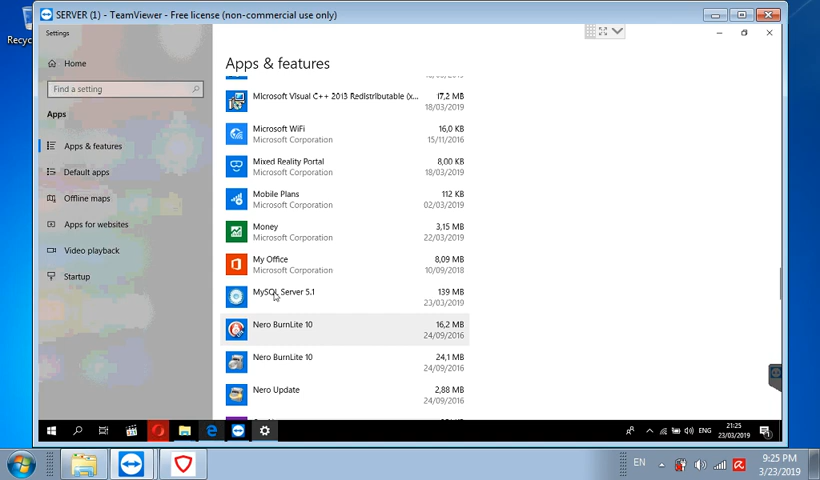 Recyc
SERVER (1) - TeamViewer - Free license (non-commercial use only)
Settings
Home
Find a setting
Apps
Apps & features
Default apps
Offline maps
Apps for websites
Video playback
Startup
Apps & features
18/03/2019
Microsoft Visual C++ 2013 Redistributable (x... 17,2 MB
18/03/2019
Microsoft WiFi 16,0 KB
Microsoft Corporation 15/11/2016
Mixed Reality Portal 8,00 KB
Microsoft Corporation 18/03/2019
Mobile Plans 112 KB
Microsoft Corporation 02/03/2019
Money 3,15 MB
Microsoft Corporation 22/03/2019
My Office 8,09 MB
Microsoft Corporation 10/09/2018
MySQL Server 5.1 139 MB
23/03/2019
Nero BurnLite 10 16,2 MB
24/09/2016
Nero BurnLite 10 24,1 MB
24/09/2016
Nero Update 2,88 MB
24/09/2016
ENG
21:25
23/03/2019
EN
9:25 PM
3/23/2019